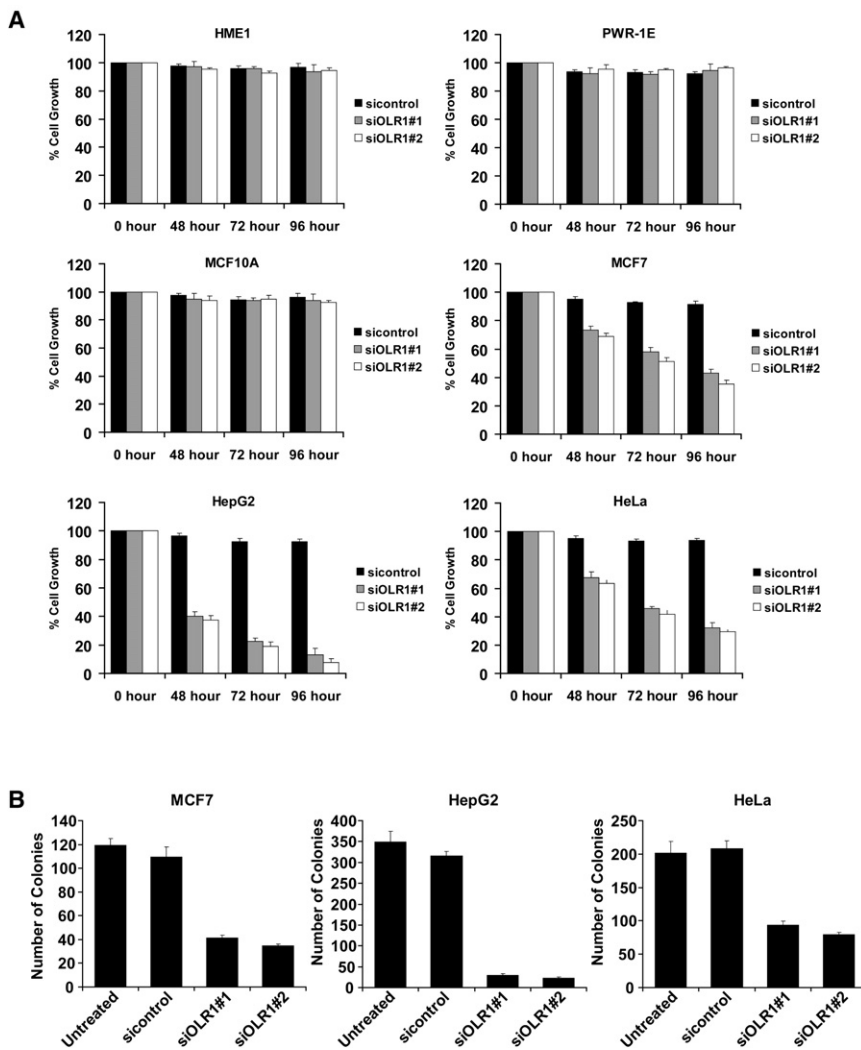 A
HME1
% Cell Growth
120
100
80
60
40
20
0
0 hour 48 hour 72 hour 96 hour
sicontrol
siOLR1#1
siOLR1#2
PWR-1E
% Cell Growth
120
100
80
60
40
20
0
0 hour 48 hour 72 hour 96 hour
sicontrol
siOLR1#1
siOLR1#2
MCF10A
% Cell Growth
120
100
80
60
40
20
0
0 hour 48 hour 72 hour 96 hour
sicontrol
siOLR1#1
siOLR1#2
MCF7
% Cell Growth
120
100
80
60
40
20
0
0 hour 48 hour 72 hour 96 hour
sicontrol
siOLR1#1
siOLR1#2
HepG2
% Cell Growth
120
100
80
60
40
20
0
0 hour 48 hour 72 hour 96 hour
sicontrol
siOLR1#1
siOLR1#2
HeLa
% Cell Growth
120
100
80
60
40
20
0
0 hour 48 hour 72 hour 96 hour
sicontrol
siOLR1#1
siOLR1#2
B
MCF7
Number of Colonies
140
120
100
80
60
40
20
0
Untreated
sicontrol
siOLR1#1
siOLR1#2
HepG2
Number of Colonies
400
350
300
250
200
150
100
50
0
Untreated
sicontrol
siOLR1#1
siOLR1#2
HeLa
Number of Colonies
250
200
150
100
50
0
Untreated
sicontrol
siOLR1#1
siOLR1#2